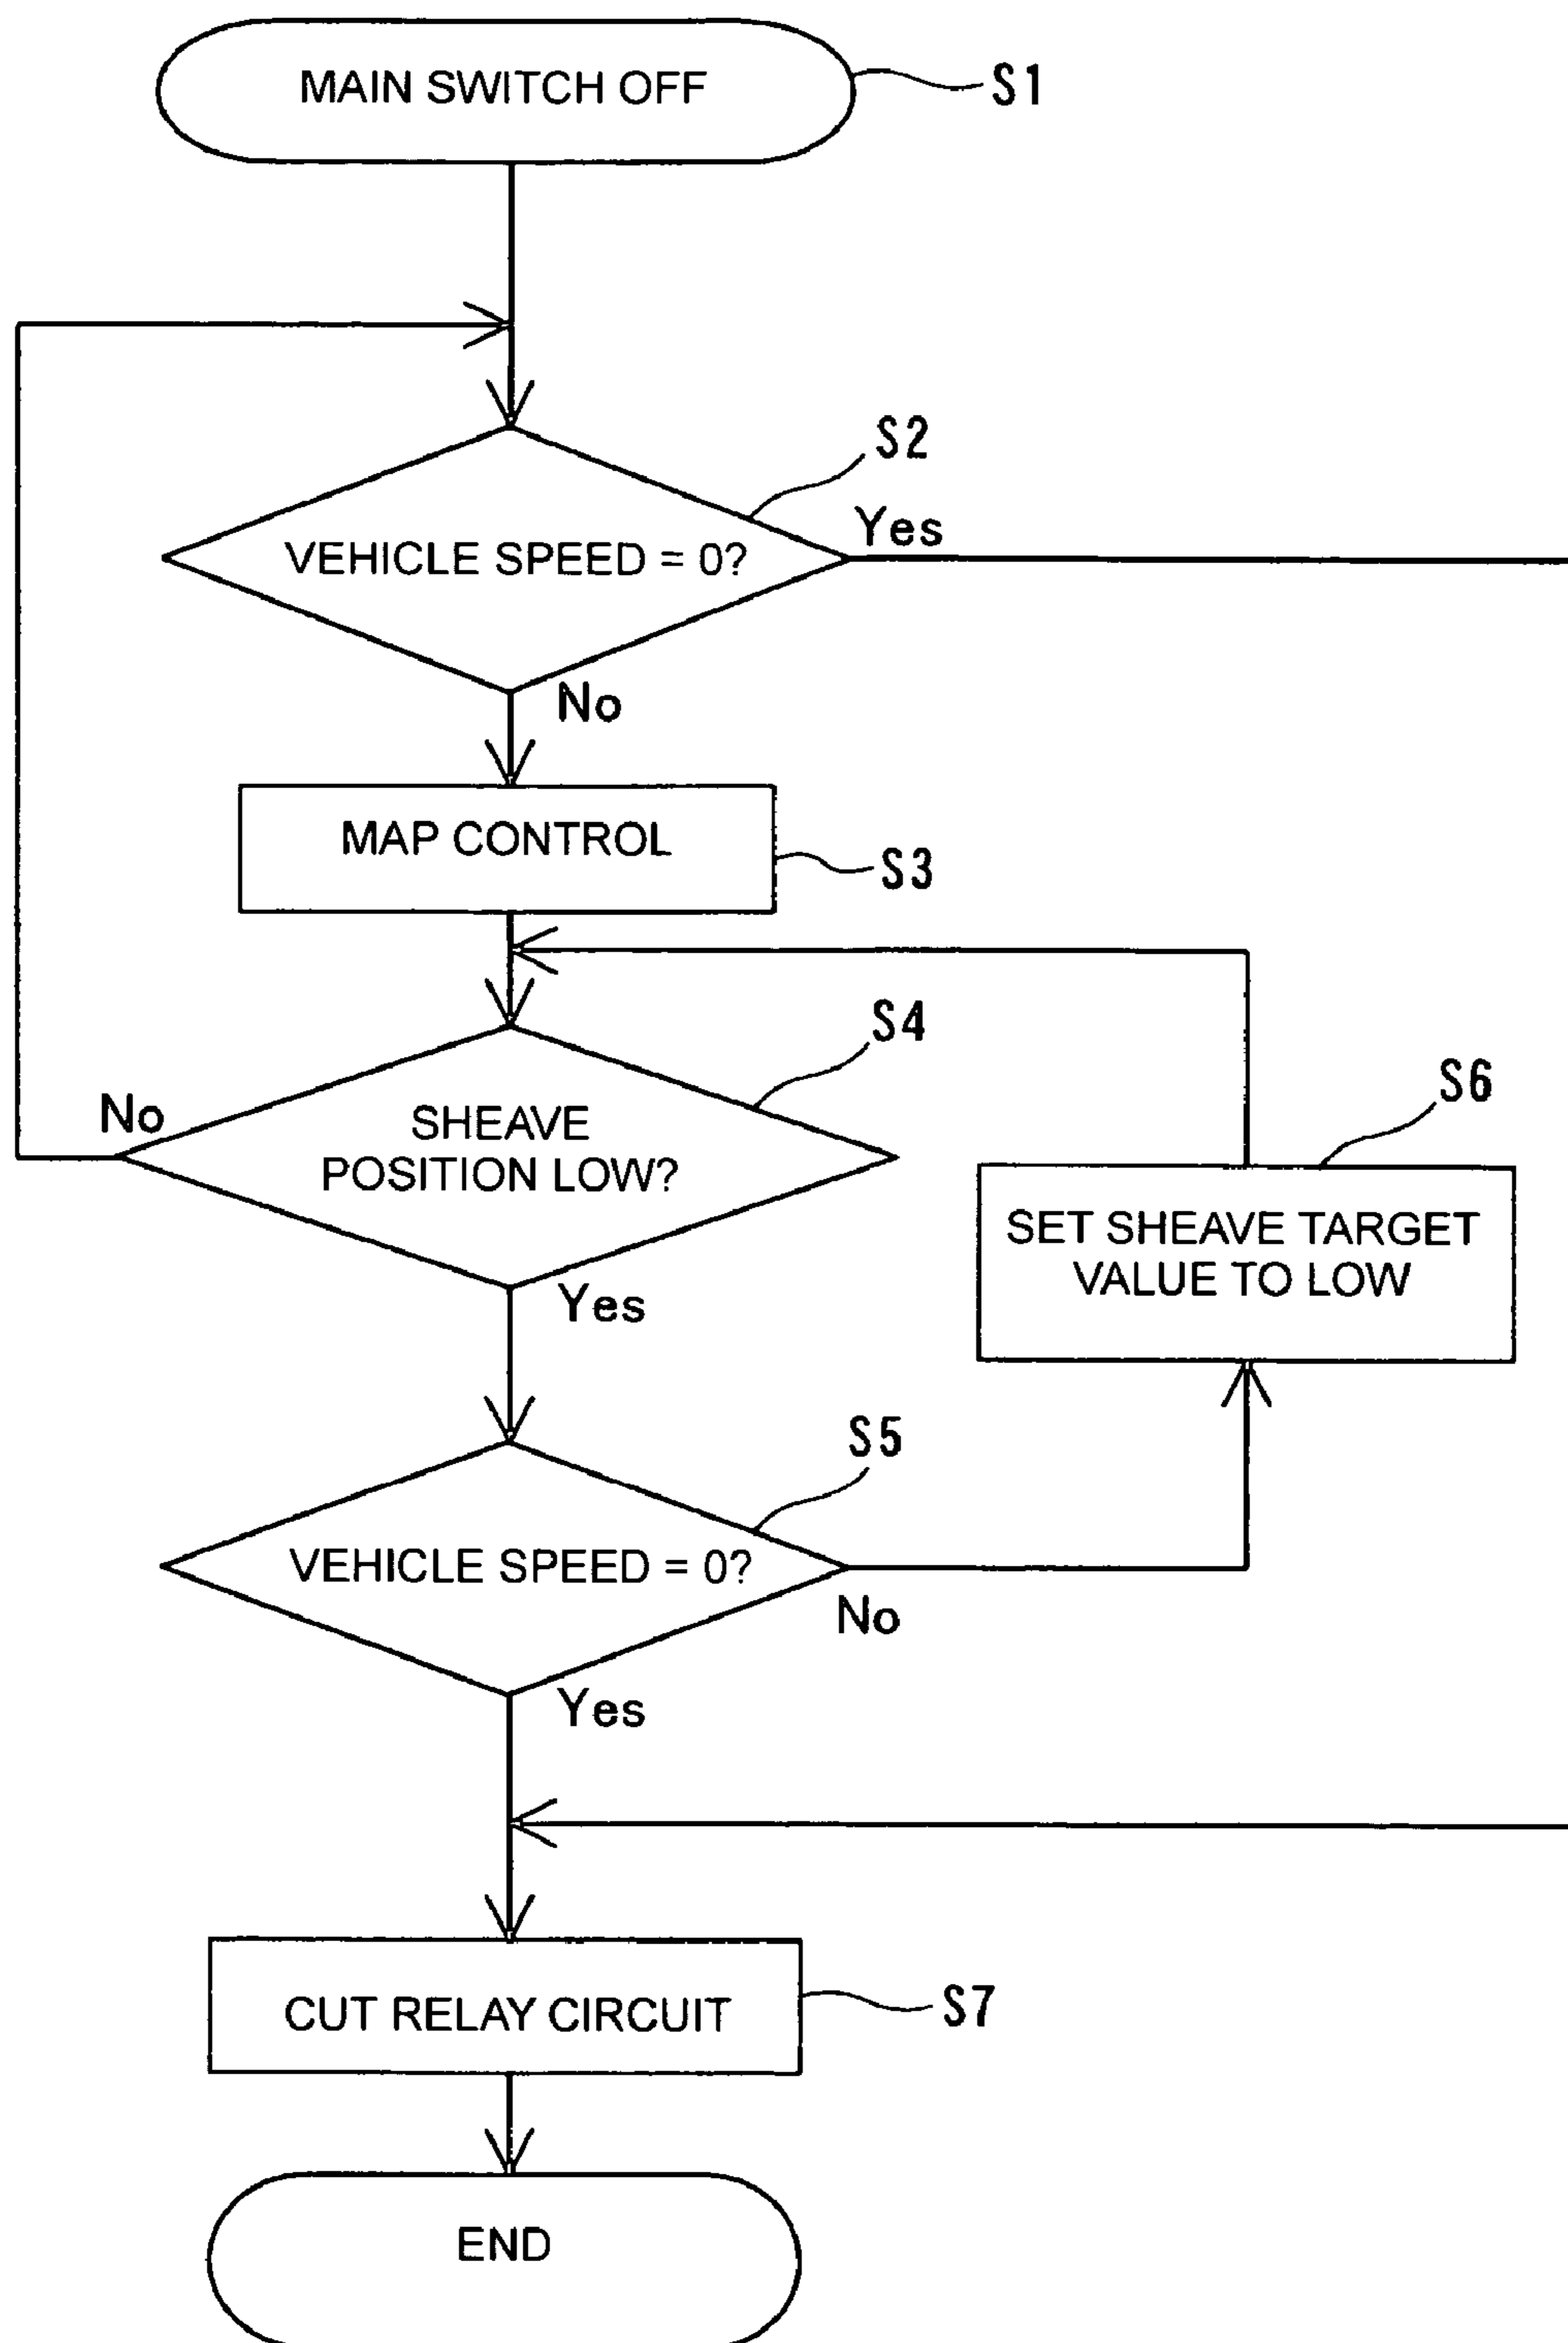 MAIN SWITCH OFF
S1
S2
Yes
VEHICLE SPEED = 0?
No
MAP CONTROL
S3
S4
No
SHEAVE
POSITION LOW?
Yes
S6
SET SHEAVE TARGET
VALUE TO LOW
S5
VEHICLE SPEED = 0?
No
Yes
CUT RELAY CIRCUIT
S7
END